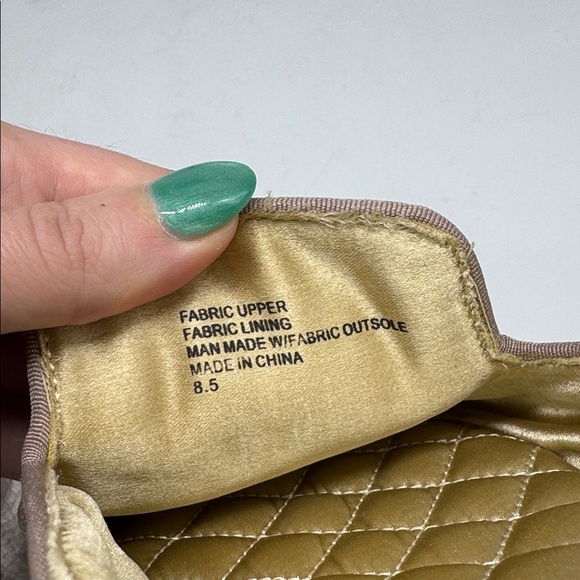 FABRIC UPPER
FABRIC LINING
MAN MADE W/FABRIC OUTSOLE
MADE IN CHINA
8.5